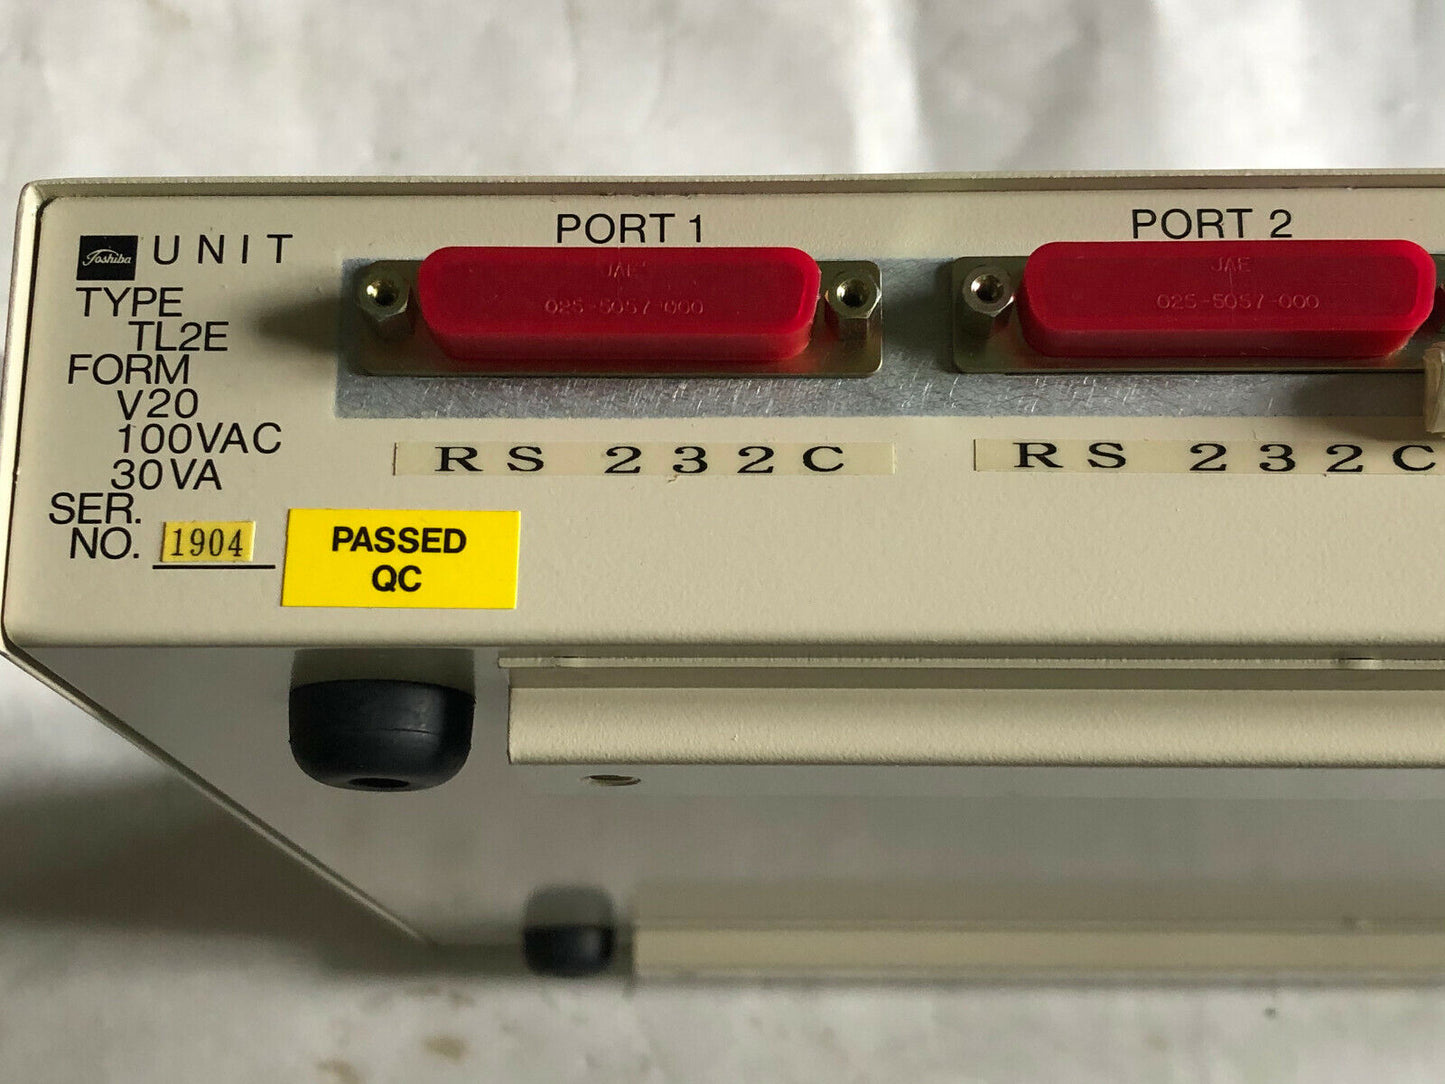 Toshiba UNIT
TYPE
TL2E
FORM
V20
100VAC
30VA
SER.
NO. 1904
PASSED
QC
PORT 1
JAE
025-5057-000
RS 232C
PORT 2
JAE
025-5057-000
RS 232C